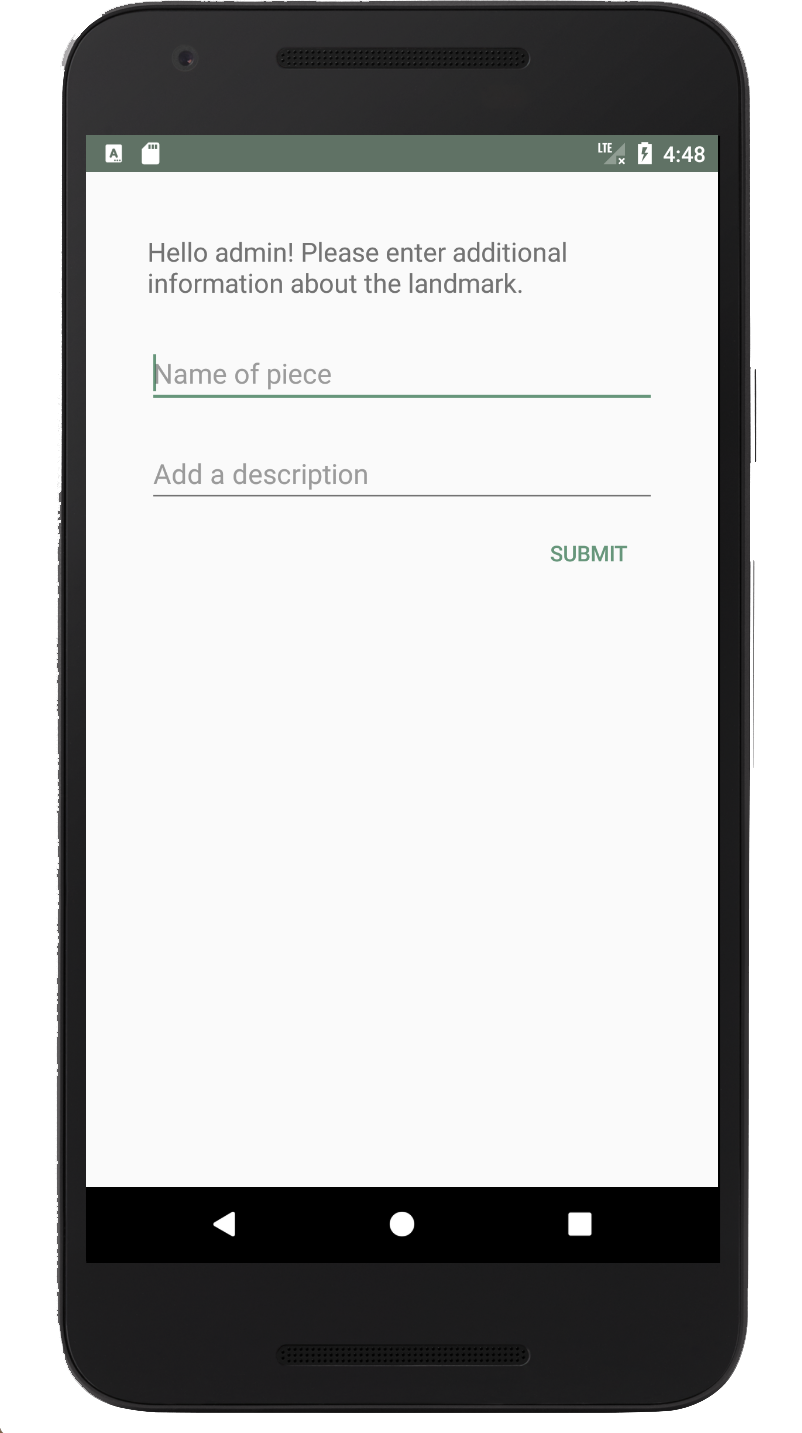 A
LTE
4:48
Hello admin! Please enter additional
information about the landmark.
Name of piece
Add a description
SUBMIT